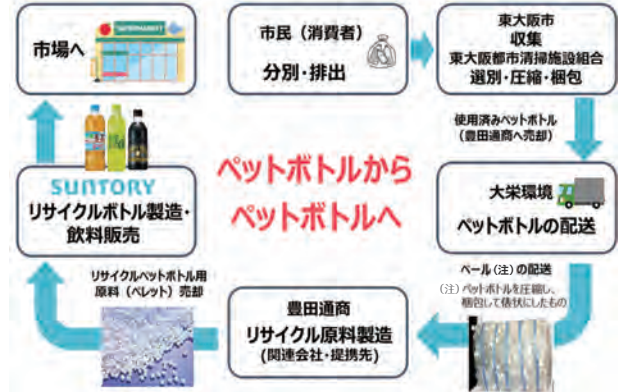 市場へ
SUPERMARKET
市民（消費者）
分別・排出
東大阪市
収集
東大阪都市清掃施設組合
選別・圧縮・梱包
使用済みペットボトル
（豊田通商へ売却）
ペットボトルから
ペットボトルへ
大栄環境
ペットボトルの配送
ベール（注）の配送
（注）ペットボトルを圧縮し、
梱包して俵状にしたもの
豊田通商
リサイクル原料製造
（関連会社・提携先）
リサイクルペットボトル用
原料（ペレット）売却
SUNTORY
リサイクルボトル製造・
飲料販売